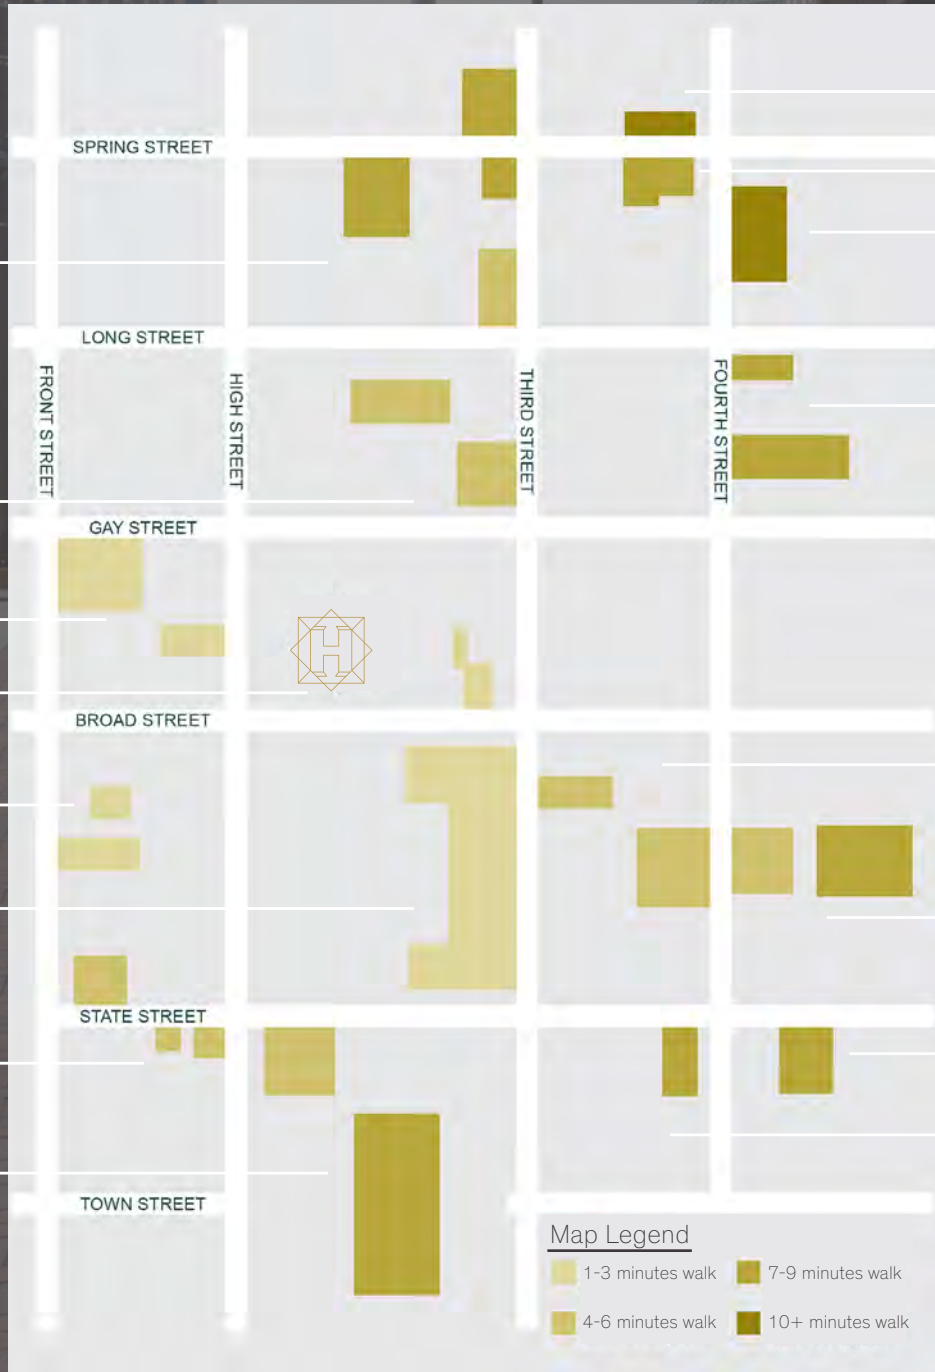 SPRING STREET
LONG STREET
FRONT STREET
HIGH STREET
THIRD STREET
FOURTH STREET
GAY STREET
H
BROAD STREET
STATE STREET
TOWN STREET
Map Legend
1-3 minutes walk
7-9 minutes walk
4-6 minutes walk
10+ minutes walk